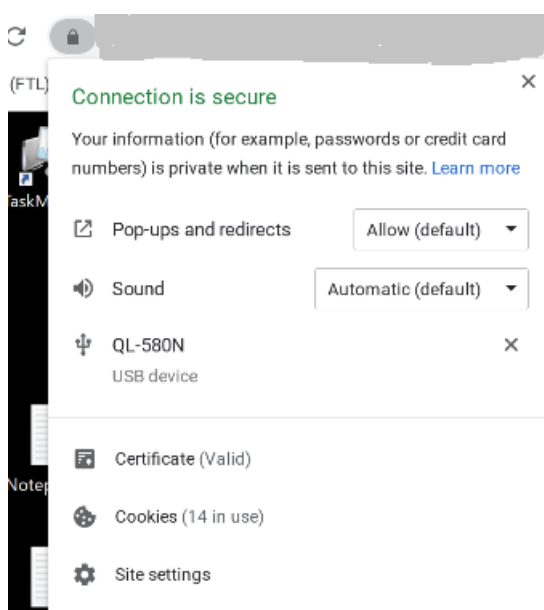 (FTL)
Connection is secure
Your information (for example, passwords or credit card
numbers) is private when it is sent to this site. Learn more
TaskM
Pop-ups and redirects Allow (default)
Sound Automatic (default)
QL-580N
USB device
Certificate (Valid)
Notep
Cookies (14 in use)
Site settings